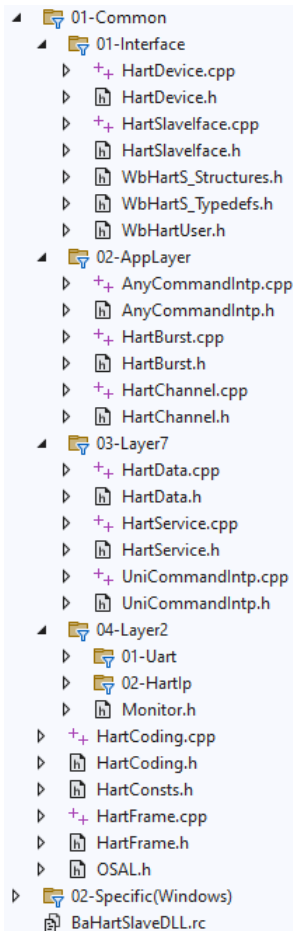 01-Common
01-Interface
HartDevice.cpp
HartDevice.h
HartSlaveIface.cpp
HartSlaveIface.h
WbHartS_Structures.h
WbHartS_Typedefs.h
WbHartUser.h
02-AppLayer
AnyCommandIntp.cpp
AnyCommandIntp.h
HartBurst.cpp
HartBurst.h
HartChannel.cpp
HartChannel.h
03-Layer7
HartData.cpp
HartData.h
HartService.cpp
HartService.h
UniCommandIntp.cpp
UniCommandIntp.h
04-Layer2
01-Uart
02-HartIp
Monitor.h
HartCoding.cpp
HartCoding.h
HartConsts.h
HartFrame.cpp
HartFrame.h
OSAL.h
02-Specific(Windows)
BaHartSlaveDLL.rc